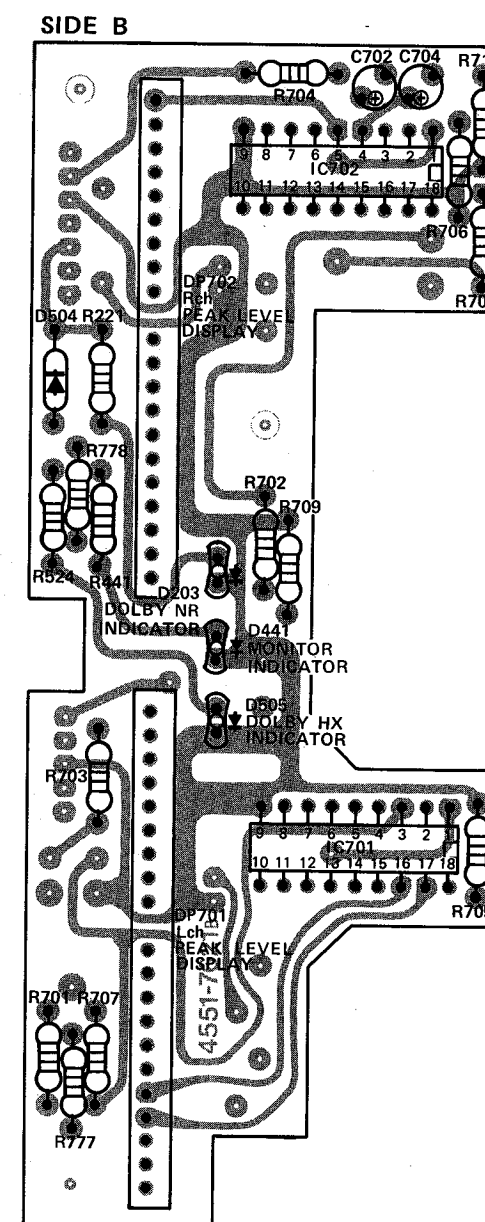 SIDE B
C702 C704
R704
9 8 7 6 5 4 3 2 1
IC702
10 11 12 13 14 15 16 17 18
R706
DP702
Rch
PEAK LEVEL
DISPLAY
D504 R221
R778
R702
R709
R524 R441
D203
DOLBY NR
INDICATOR
D441
MONITOR
INDICATOR
D505
DOLBY HX
INDICATOR
R703
9 8 7 6 5 4 3 2 1
IC701
10 11 12 13 14 15 16 17 18
DP701
Lch
PEAK LEVEL
DISPLAY
R701 R707
R777